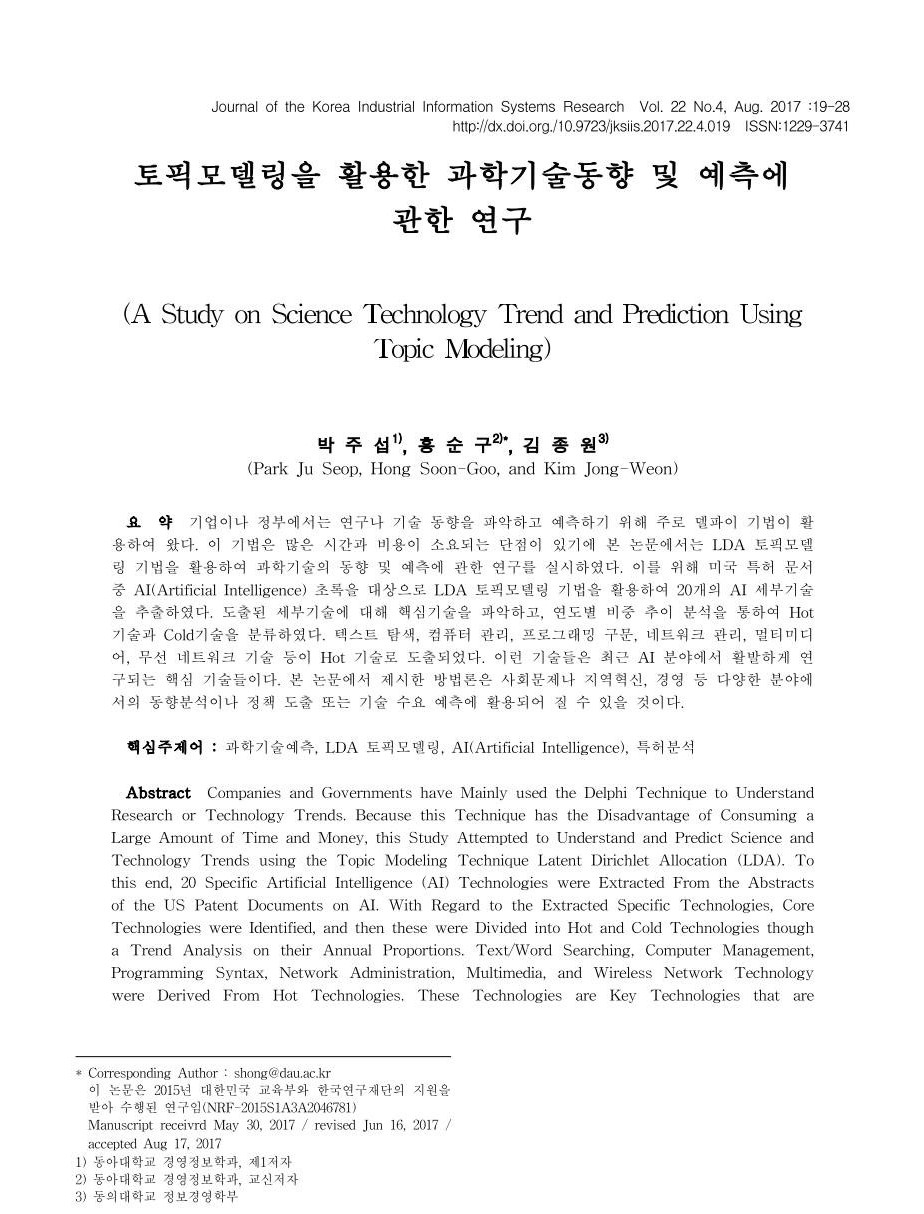 Journal of the Korea Industrial Information Systems Research Vol. 22 No.4, Aug. 2017 :19-28
http://dx.doi.org/10.9723/jksiis.2017.22.4.019 ISSN:1229-3741
토픽모델링을 활용한 과학기술동향 및 예측에
관한 연구
(A Study on Science Technology Trend and Prediction Using
Topic Modeling)
박 주 섭1), 홍 순 구2)*, 김 종 원3)
(Park Ju Seop, Hong Soon-Goo, and Kim Jong-Weon)
요 약 기업이나 정부에서는 연구나 기술 동향을 파악하고 예측하기 위해 주로 델파이 기법이 활
용하여 왔다. 이 기법은 많은 시간과 비용이 소요되는 단점이 있기에 본 논문에서는 LDA 토픽모델
링 기법을 활용하여 과학기술의 동향 및 예측에 관한 연구를 실시하였다. 이를 위해 미국 특허 문서
중 AI(Artificial Intelligence) 초록을 대상으로 LDA 토픽모델링 기법을 활용하여 20개의 AI 세부기술
을 추출하였다. 도출된 세부기술에 대해 핵심기술을 파악하고, 연도별 비중 추이 분석을 통하여 Hot
기술과 Cold기술을 분류하였다. 텍스트 탐색, 컴퓨터 관리, 프로그래밍 구문, 네트워크 관리, 멀티미디
어, 무선 네트워크 기술 등이 Hot 기술로 도출되었다. 이런 기술들은 최근 AI 분야에서 활발하게 연
구되는 핵심 기술들이다. 본 논문에서 제시한 방법론은 사회문제나 지역혁신, 경영 등 다양한 분야에
서의 동향분석이나 정책 도출 또는 기술 수요 예측에 활용되어 질 수 있을 것이다.
핵심주제어 : 과학기술예측, LDA 토픽모델링, AI(Artificial Intelligence), 특허분석
Abstract Companies and Governments have Mainly used the Delphi Technique to Understand
Research or Technology Trends. Because this Technique has the Disadvantage of Consuming a
Large Amount of Time and Money, this Study Attempted to Understand and Predict Science and
Technology Trends using the Topic Modeling Technique Latent Dirichlet Allocation (LDA). To
this end, 20 Specific Artificial Intelligence (AI) Technologies were Extracted From the Abstracts
of the US Patent Documents on AI. With Regard to the Extracted Specific Technologies, Core
Technologies were Identified, and then these were Divided into Hot and Cold Technologies though
a Trend Analysis on their Annual Proportions. Text/Word Searching, Computer Management,
Programming Syntax, Network Administration, Multimedia, and Wireless Network Technology
were Derived From Hot Technologies. These Technologies are Key Technologies that are
* Corresponding Author : shong@dau.ac.kr
이 논문은 2015년 대한민국 교육부와 한국연구재단의 지원을
받아 수행된 연구임(NRF-2015S1A3A2046781)
Manuscript receivrd May 30, 2017 / revised Jun 16, 2017 /
accepted Aug 17, 2017
1) 동아대학교 경영정보학과, 제1저자
2) 동아대학교 경영정보학과, 교신저자
3) 동의대학교 정보경영학부